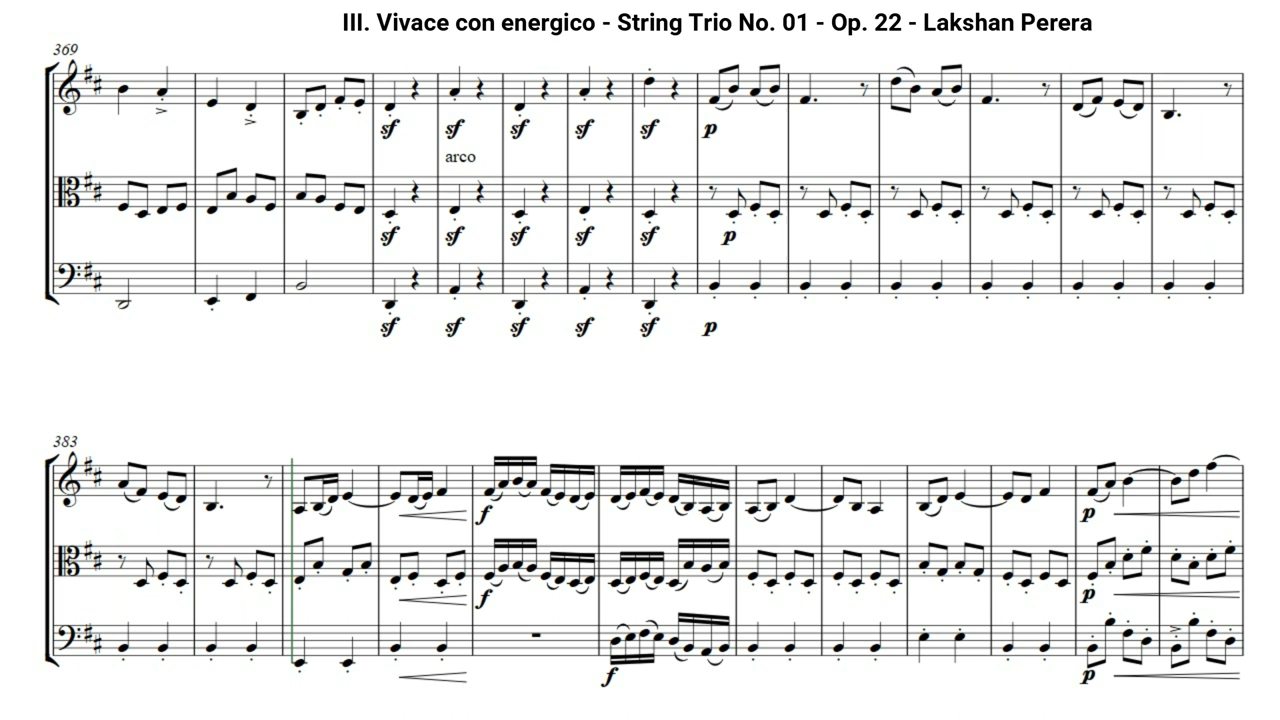 III. Vivace con energico - String Trio No. 01 - Op. 22 - Lakshan Perera
369
sf sf sf sf sf p
arco
sf sf sf sf sf p
sf sf sf sf sf p
383
f p
f p
f p